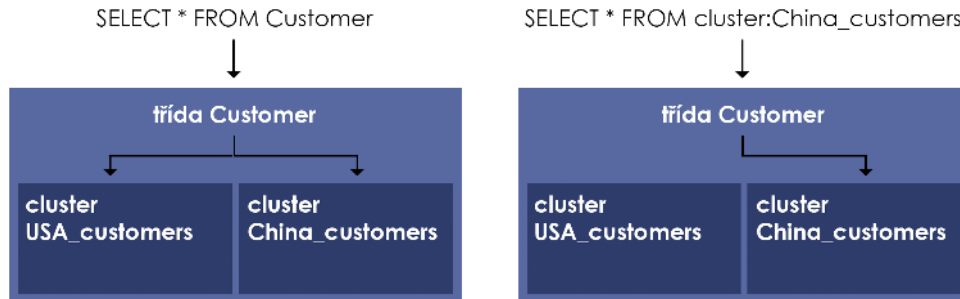 SELECT * FROM Customer
třída Customer
cluster
USA_customers
cluster
China_customers
SELECT * FROM cluster:China_customers
třída Customer
cluster
USA_customers
cluster
China_customers